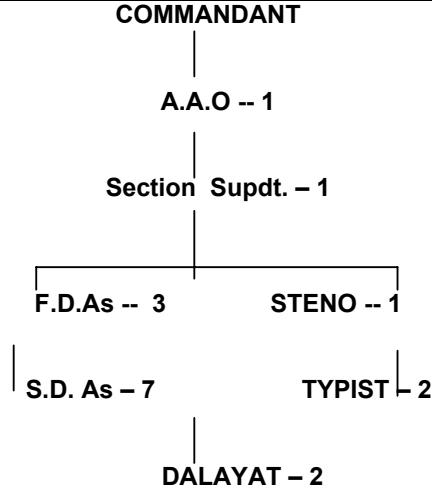 COMMANDANT
A.A.O -- 1
Section Supdt. – 1
F.D.As -- 3 STENO -- 1
S.D. As – 7 TYPIST – 2
DALAYAT – 2